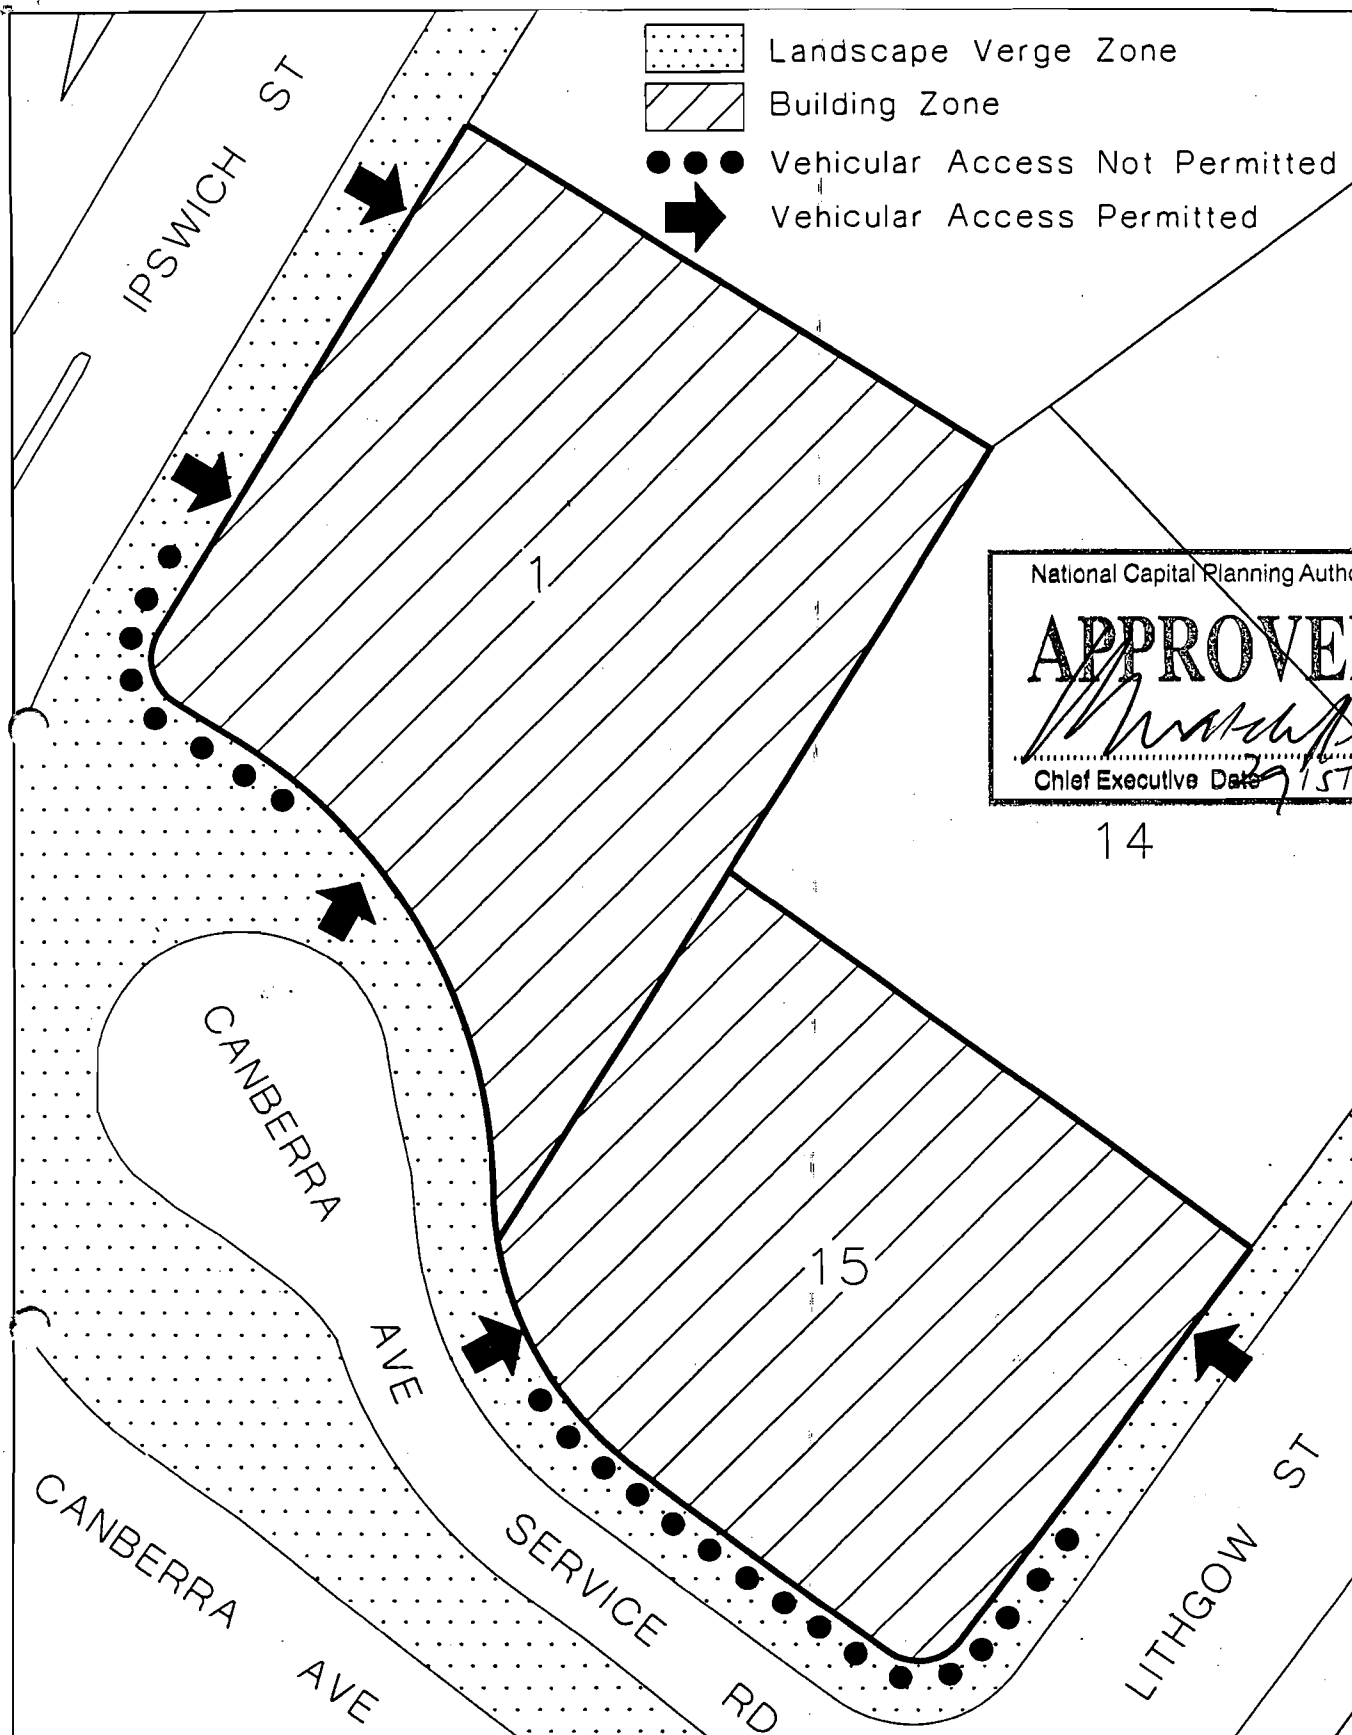 Landscape Verge Zone
Building Zone
Vehicular Access Not Permitted
Vehicular Access Permitted
IPSWICH ST
1
National Capital Planning
APPROVE
Chief Executive Date
14
CANBERRA AVE
15
SERVICE RD
CANBERRA AVE
LITHGOW ST